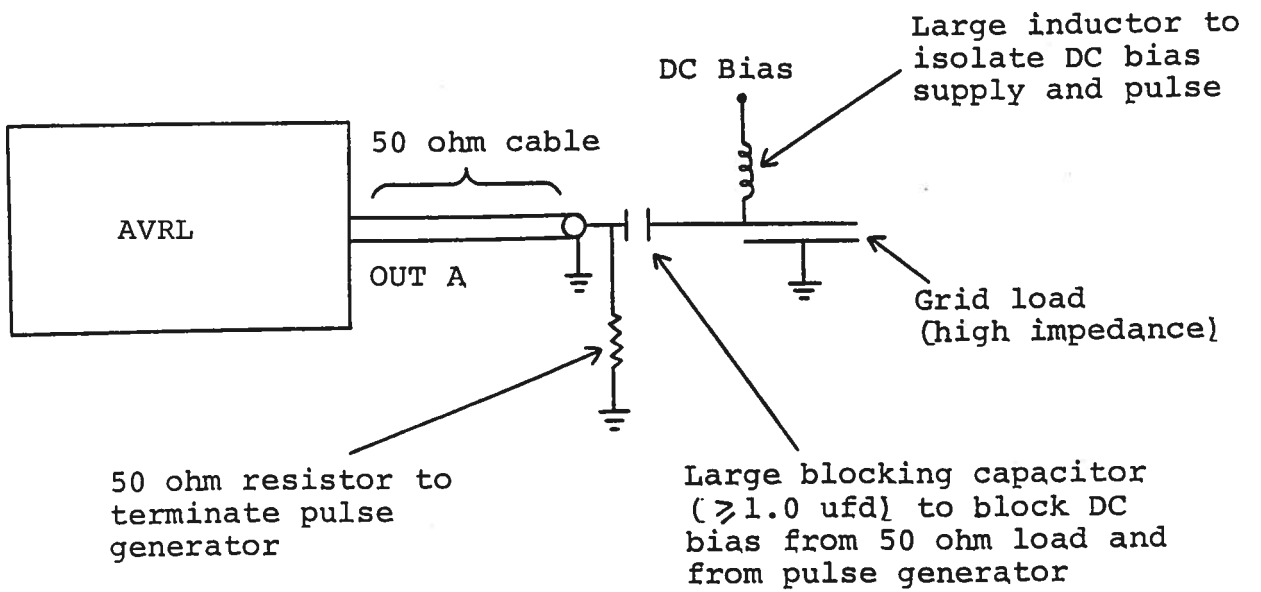 Large inductor to
isolate DC bias
supply and pulse
DC Bias
50 ohm cable
AVRL
OUT A
Grid load
(high impedance)
50 ohm resistor to
terminate pulse
generator
Large blocking capacitor
(⩾1.0 ufd) to block DC
bias from 50 ohm load and
from pulse generator